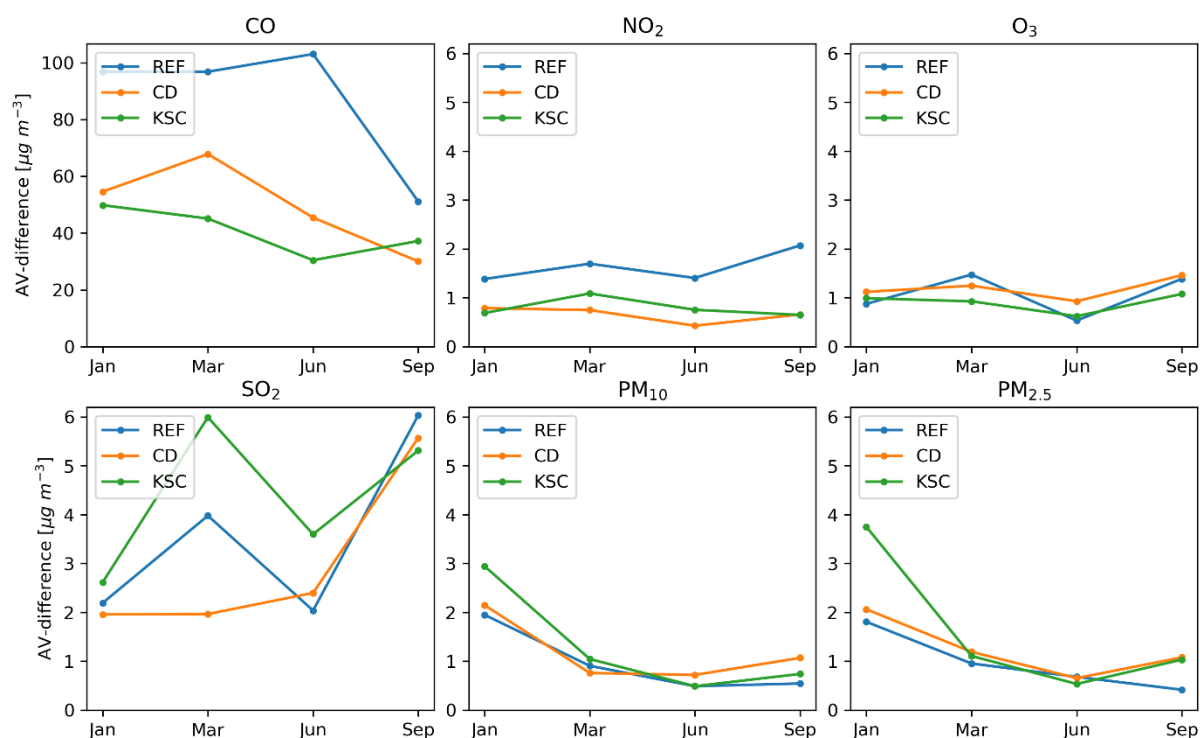 CO
AV-difference [µg m⁻³]
100
80
60
40
20
0
REF
CD
KSC
Jan Mar Jun Sep
NO₂
6
5
4
3
2
1
0
REF
CD
KSC
Jan Mar Jun Sep
O₃
6
5
4
3
2
1
0
REF
CD
KSC
Jan Mar Jun Sep
SO₂
AV-difference [µg m⁻³]
6
5
4
3
2
1
0
REF
CD
KSC
Jan Mar Jun Sep
PM₁₀
6
5
4
3
2
1
0
REF
CD
KSC
Jan Mar Jun Sep
PM₂.₅
6
5
4
3
2
1
0
REF
CD
KSC
Jan Mar Jun Sep